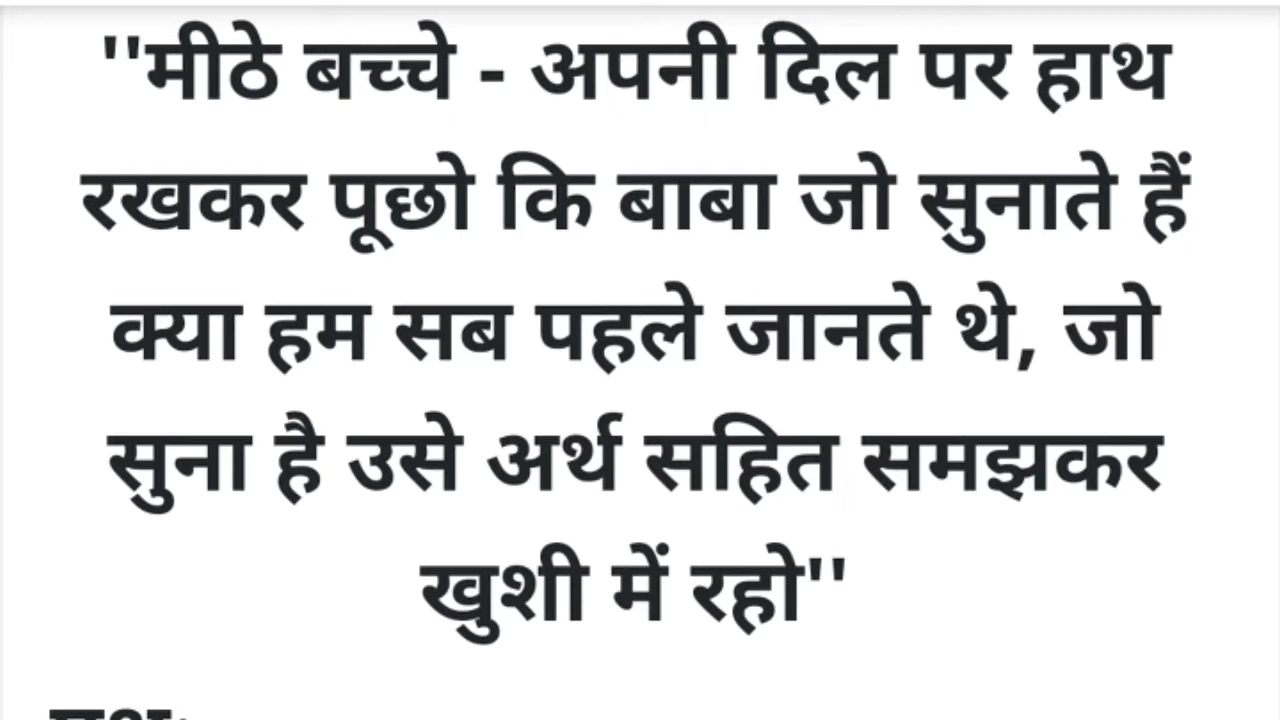 ''मीठे बच्चे - अपनी दिल पर हाथ
रखकर पूछो कि बाबा जो सुनाते हैं
क्या हम सब पहले जानते थे, जो
सुना है उसे अर्थ सहित समझकर
खुशी में रहो''